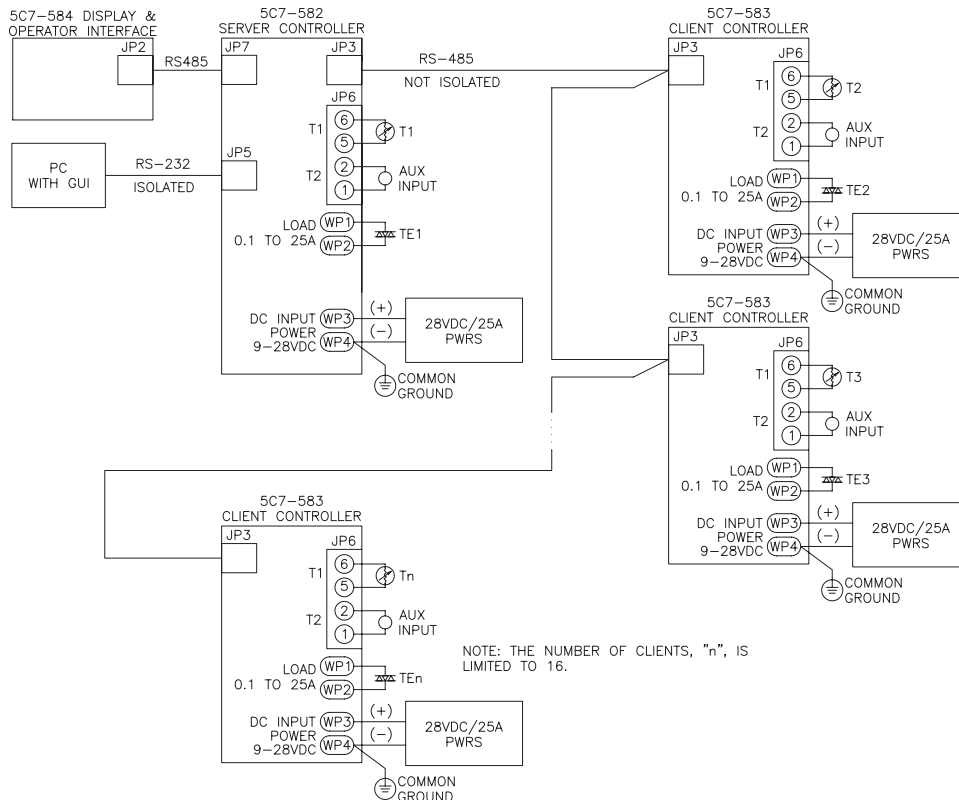 5C7-584 DISPLAY &
OPERATOR INTERFACE
JP2
RS485
5C7-582
SERVER CONTROLLER
JP7
JP3
RS-485
NOT ISOLATED
PC
WITH GUI
RS-232
ISOLATED
JP5
JP6
T1
6
5
T1
T2
2
1
AUX
INPUT
LOAD
0.1 TO 25A
WP1
WP2
TE1
DC INPUT
POWER
9-28VDC
WP3
WP4
(+)
(-)
28VDC/25A
PWRS
COMMON
GROUND
5C7-583
CLIENT CONTROLLER
JP3
JP6
T1
6
5
T2
T2
2
1
AUX
INPUT
LOAD
0.1 TO 25A
WP1
WP2
TE2
DC INPUT
POWER
9-28VDC
WP3
WP4
(+)
(-)
28VDC/25A
PWRS
COMMON
GROUND
5C7-583
CLIENT CONTROLLER
JP3
JP6
T1
6
5
T3
T2
2
1
AUX
INPUT
LOAD
0.1 TO 25A
WP1
WP2
TE3
DC INPUT
POWER
9-28VDC
WP3
WP4
(+)
(-)
28VDC/25A
PWRS
COMMON
GROUND
5C7-583
CLIENT CONTROLLER
JP3
JP6
T1
6
5
Tn
T2
2
1
AUX
INPUT
LOAD
0.1 TO 25A
WP1
WP2
TEn
DC INPUT
POWER
9-28VDC
WP3
WP4
(+)
(-)
28VDC/25A
PWRS
COMMON
GROUND
NOTE: THE NUMBER OF CLIENTS, "n", IS
LIMITED TO 16.